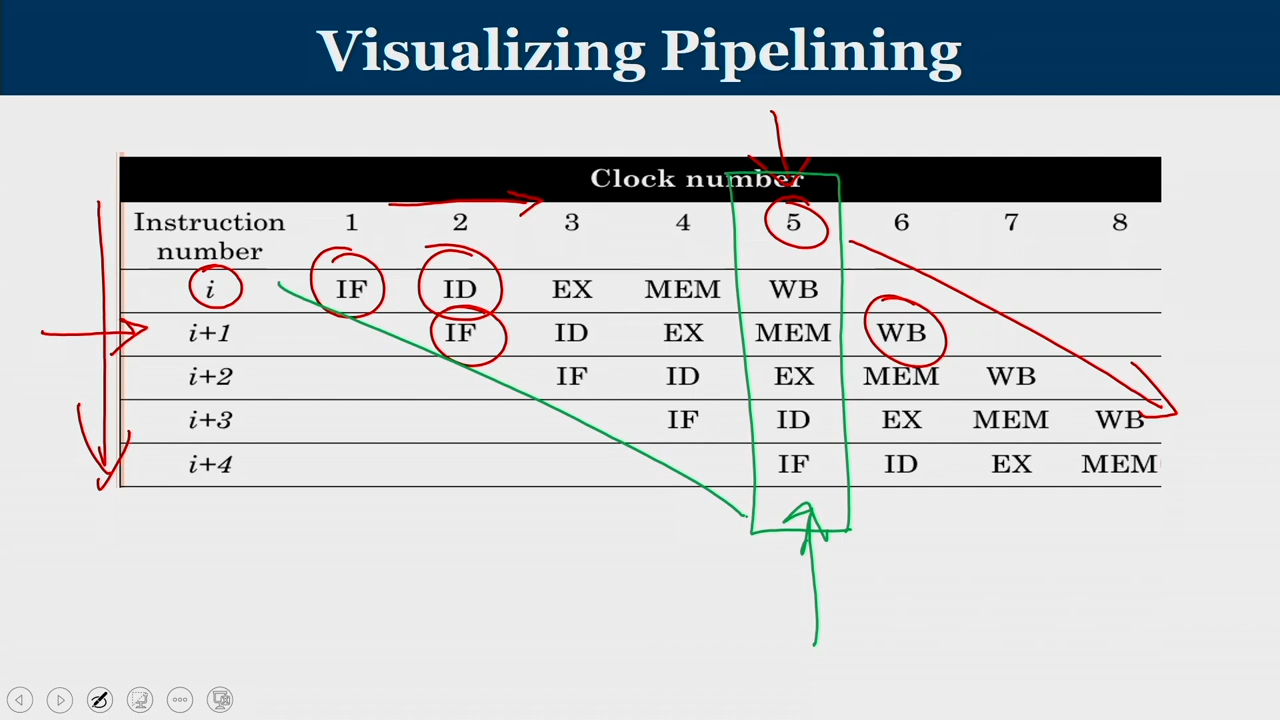 Visualizing Pipelining
Clock number
Instruction number 1 2 3 4 5 6 7 8
i IF ID EX MEM WB
i+1 IF ID EX MEM WB
i+2 IF ID EX MEM WB
i+3 IF ID EX MEM WB
i+4 IF ID EX MEM